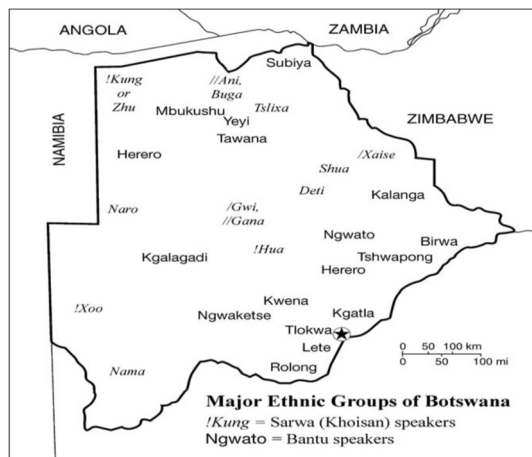 ANGOLA
ZAMBIA
Subiya
!Kung
or
Zhu
//Ani,
Buga
Tslixa
Mbukushu
Yeyi
Tawana
ZIMBABWE
NAMIBIA
Herero
/Xaise
Shua
Deti
Kalanga
Naro
/Gwi,
//Gana
Ngwato
Birwa
!Hua
Kgalagadi
Tshwapong
Herero
!Xoo
Kwena
Ngwaketse
Kgatla
Tlokwa
Lete
Rolong
Nama
0 50 100 km
0 50 100 mi
Major Ethnic Groups of Botswana
!Kung = Sarwa (Khoisan) speakers
Ngwato = Bantu speakers